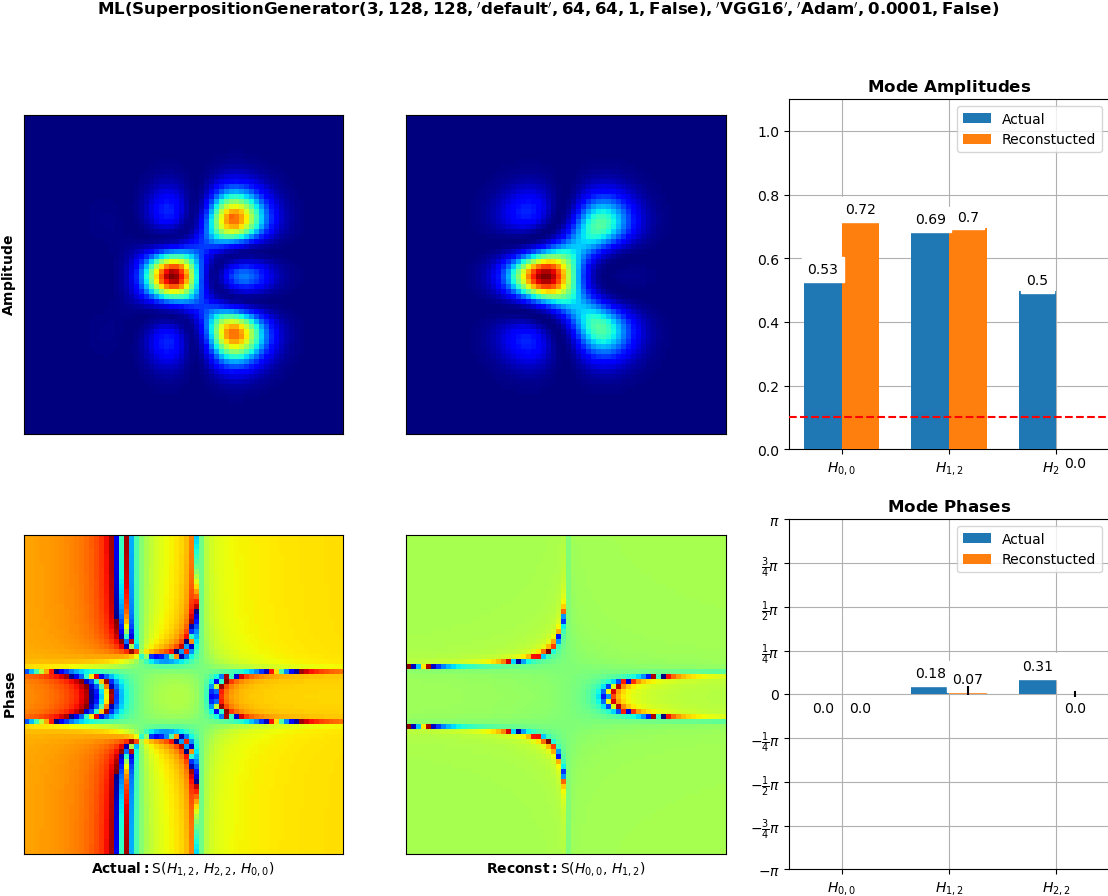 ML(SuperpositionGenerator(3, 128, 128, 'default', 64, 64, 1, False), 'VGG16', 'Adam', 0.0001, False)
Amplitude
Mode Amplitudes
Actual
Reconstucted
1.0
0.8
0.6
0.4
0.2
0.0
0.53
0.72
0.69
0.7
0.5
0.0
H0,0
H1,2
H2
Phase
Actual: S(H1,2, H2,2, H0,0)
Reconst: S(H0,0, H1,2)
Mode Phases
Actual
Reconstucted
π
3/4π
1/2π
1/4π
0
−1/4π
−1/2π
−3/4π
−π
0.0
0.0
0.18
0.07
0.31
0.0
H0,0
H1,2
H2,2